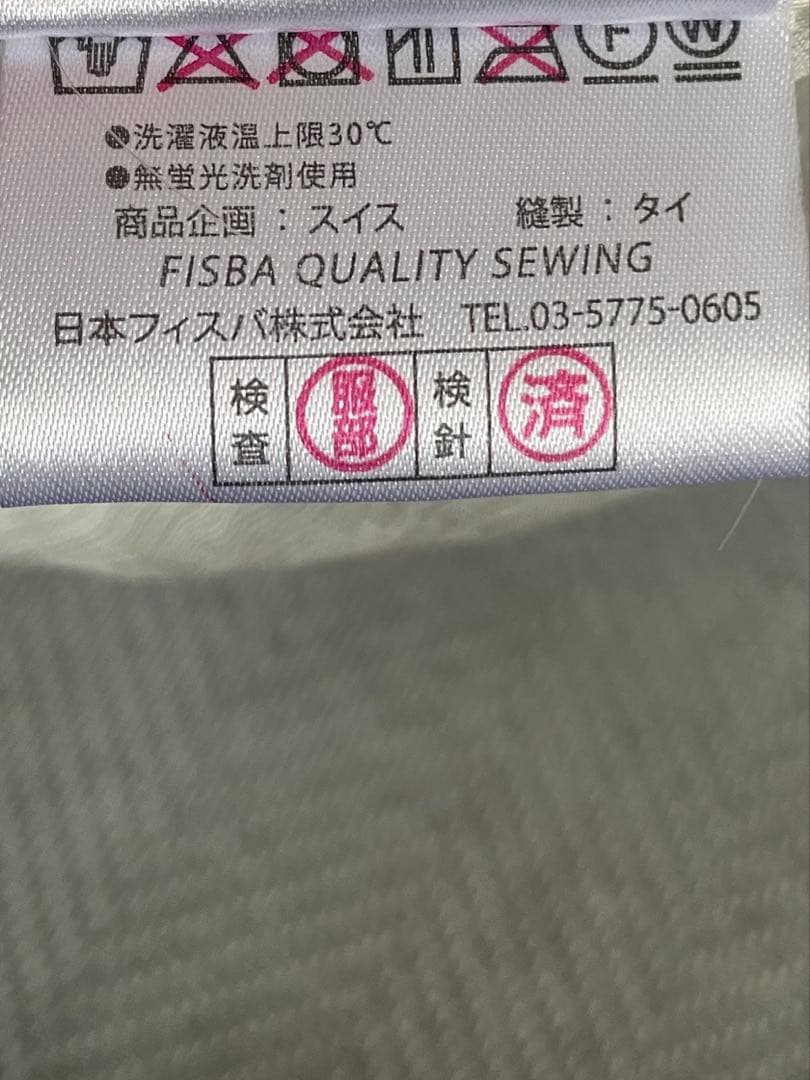 F W
●洗濯液温上限30℃
●無蛍光洗剤使用
商品企画：スイス 縫製：タイ
FISBA QUALITY SEWING
日本フィスバ株式会社 TEL.03-5775-0605
検査 服部 検針 済